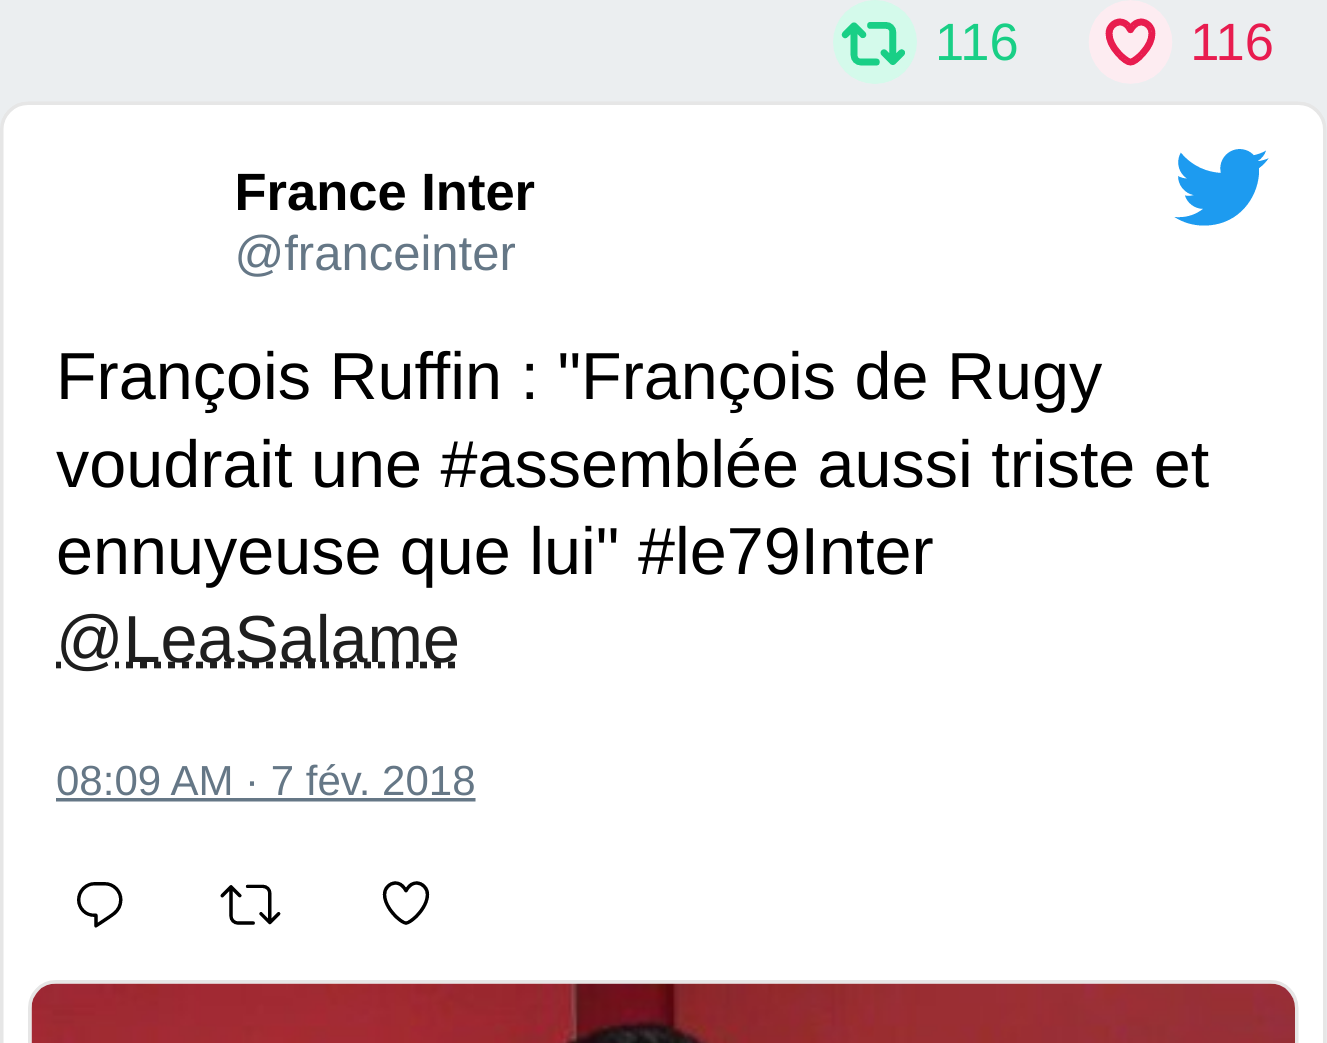 116 116
France Inter
@franceinter
François Ruffin : "François de Rugy
voudrait une #assemblée aussi triste et
ennuyeuse que lui" #le79Inter
@LeaSalame
08:09 AM · 7 fév. 2018